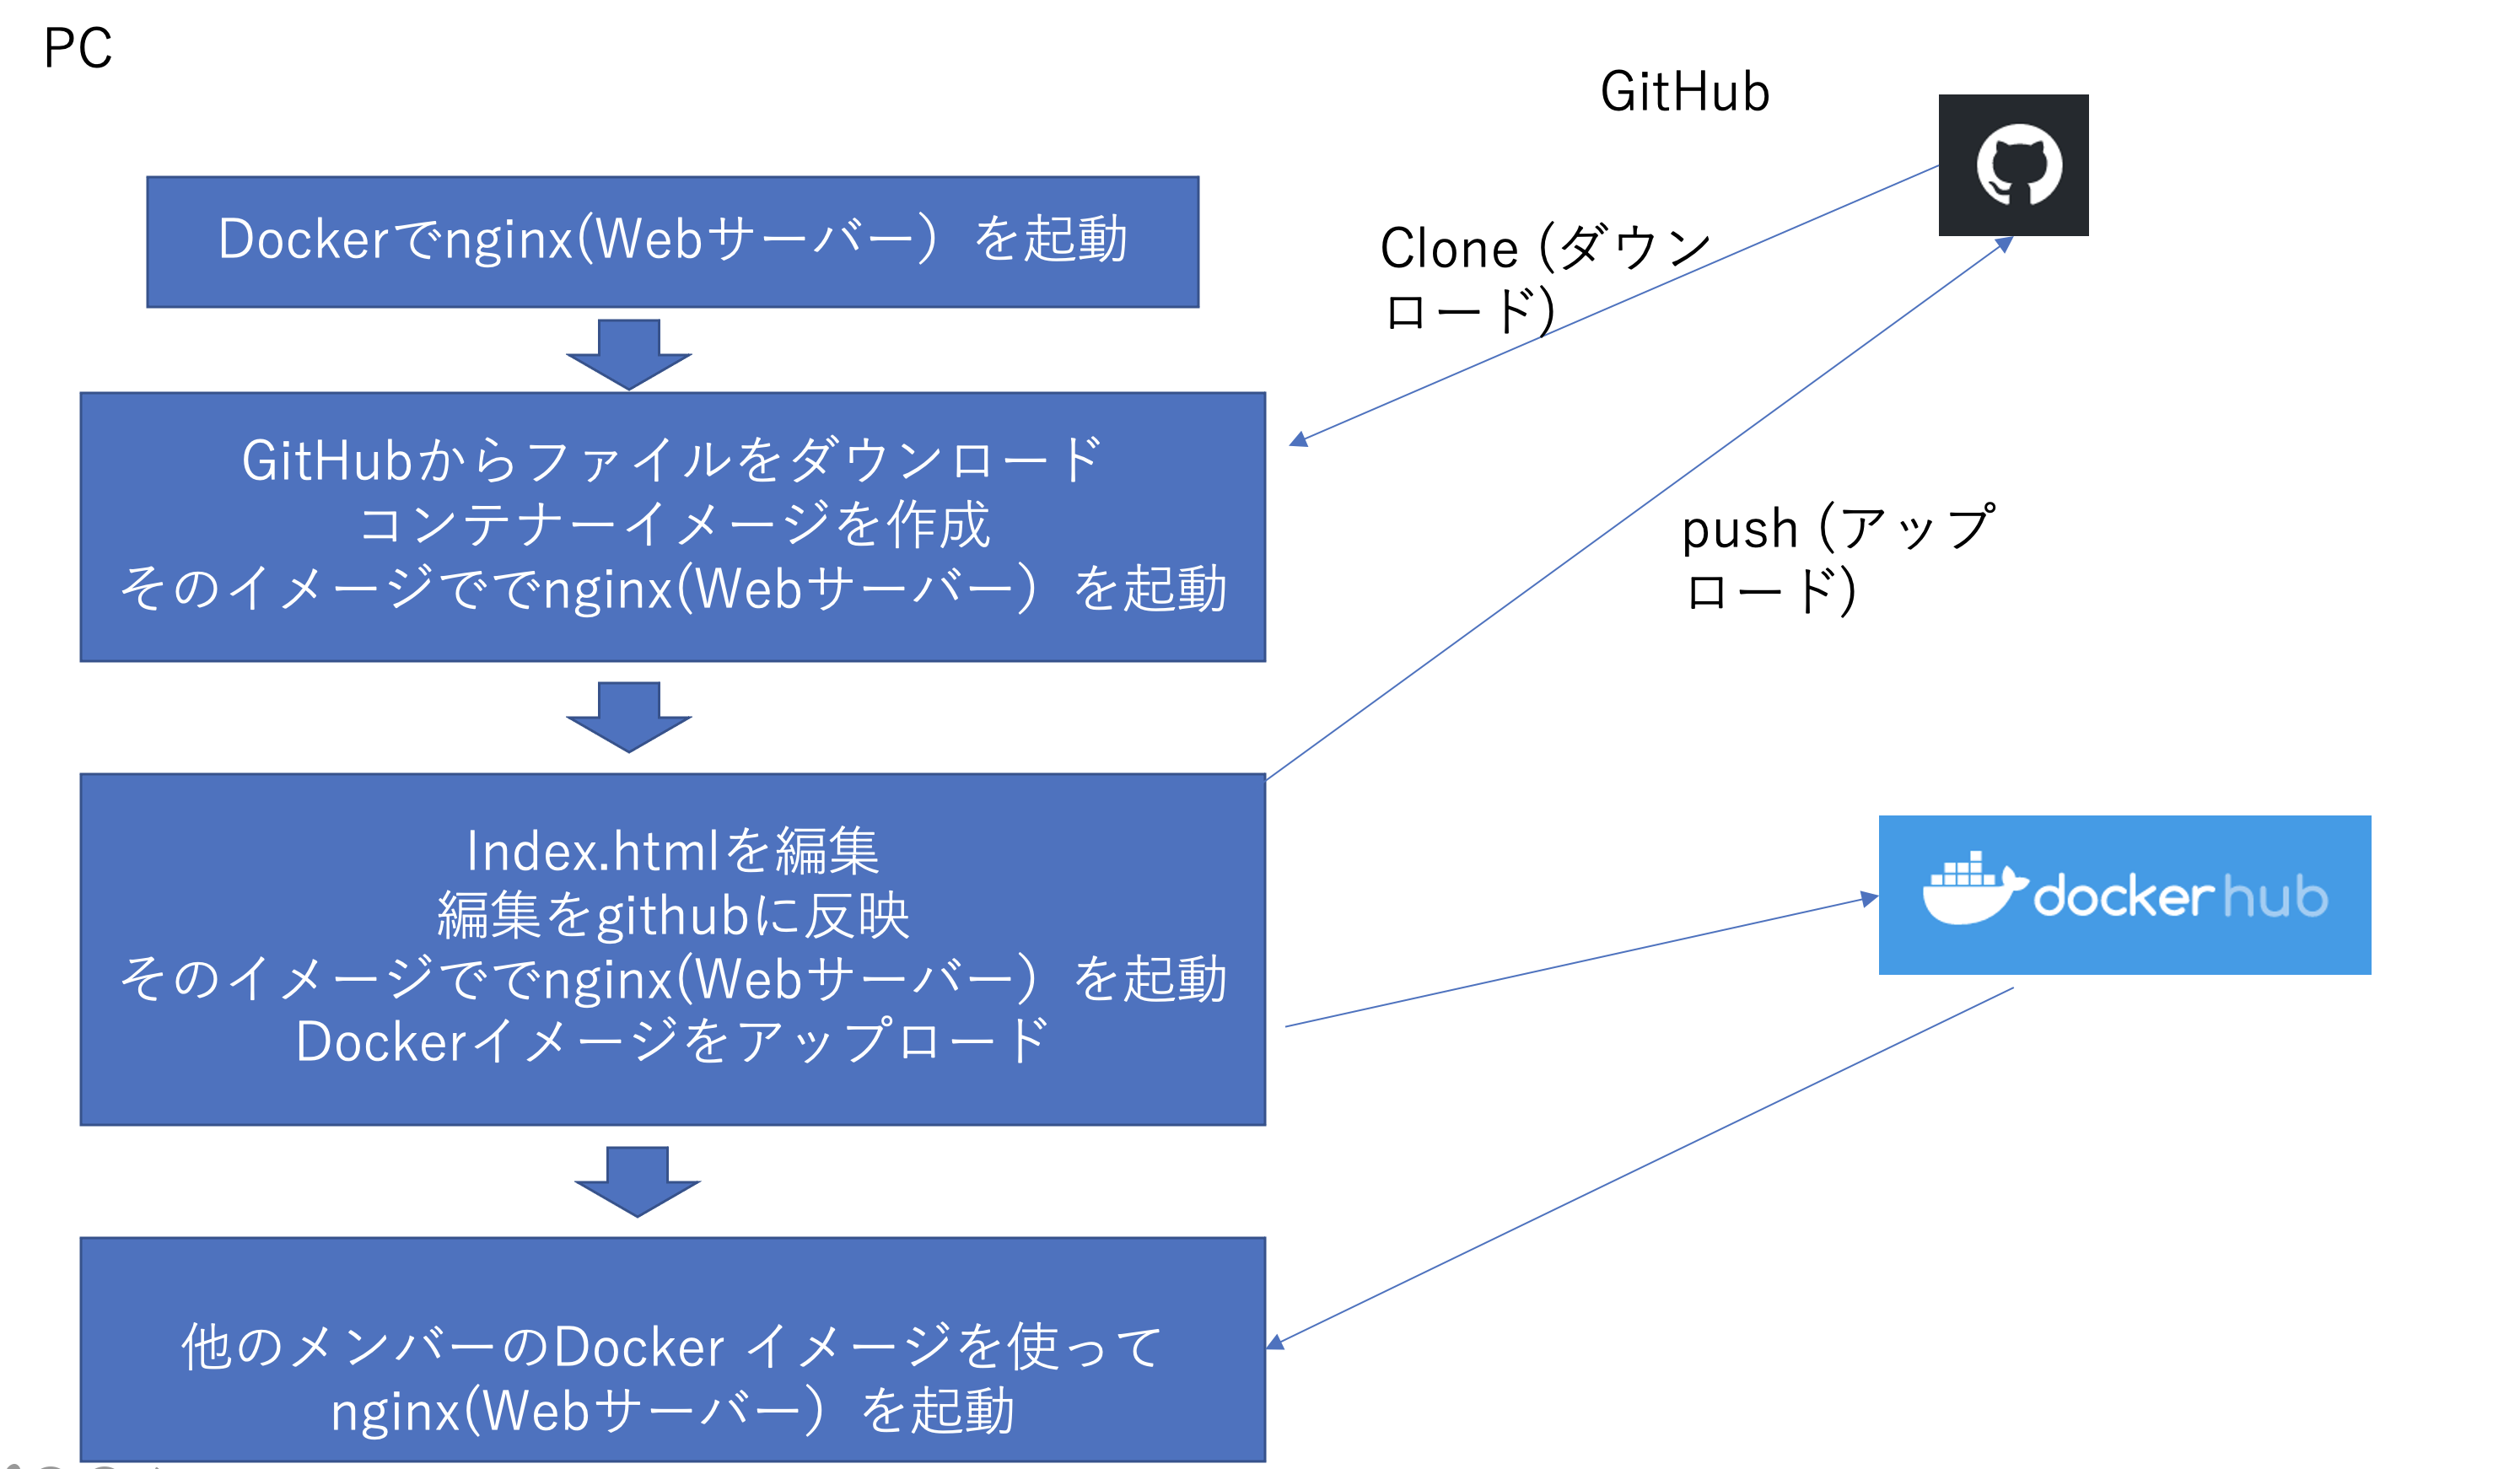 PC
GitHub
DockerでnginX(Webサーバー）を起動
Clone (ダウン
ロード)
GitHubからファイルをダウンロード
コンテナーイメージを作成
そのイメージででnginx(Webサーバー）を起動
push (アップ
ロード)
Index.htmlを編集
編集をgithubに反映
そのイメージででnginx(Webサーバー）を起動
Dockerイメージをアップロード
dockerhub
他のメンバーのDocker イメージを使って
nginx(Webサーバー）を起動